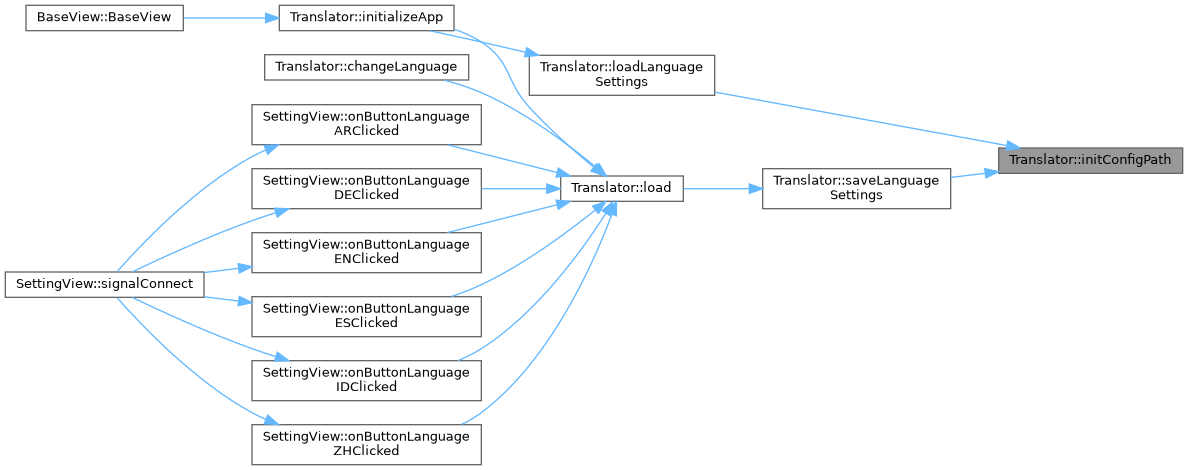 BaseView::BaseView
Translator::initializeApp
Translator::changeLanguage
Translator::loadLanguage
Settings
SettingView::onButtonLanguage
ARClicked
Translator::initConfigPath
SettingView::onButtonLanguage
DEClicked
Translator::load
Translator::saveLanguage
Settings
SettingView::onButtonLanguage
ENClicked
SettingView::signalConnect
SettingView::onButtonLanguage
ESClicked
SettingView::onButtonLanguage
IDClicked
SettingView::onButtonLanguage
ZHClicked